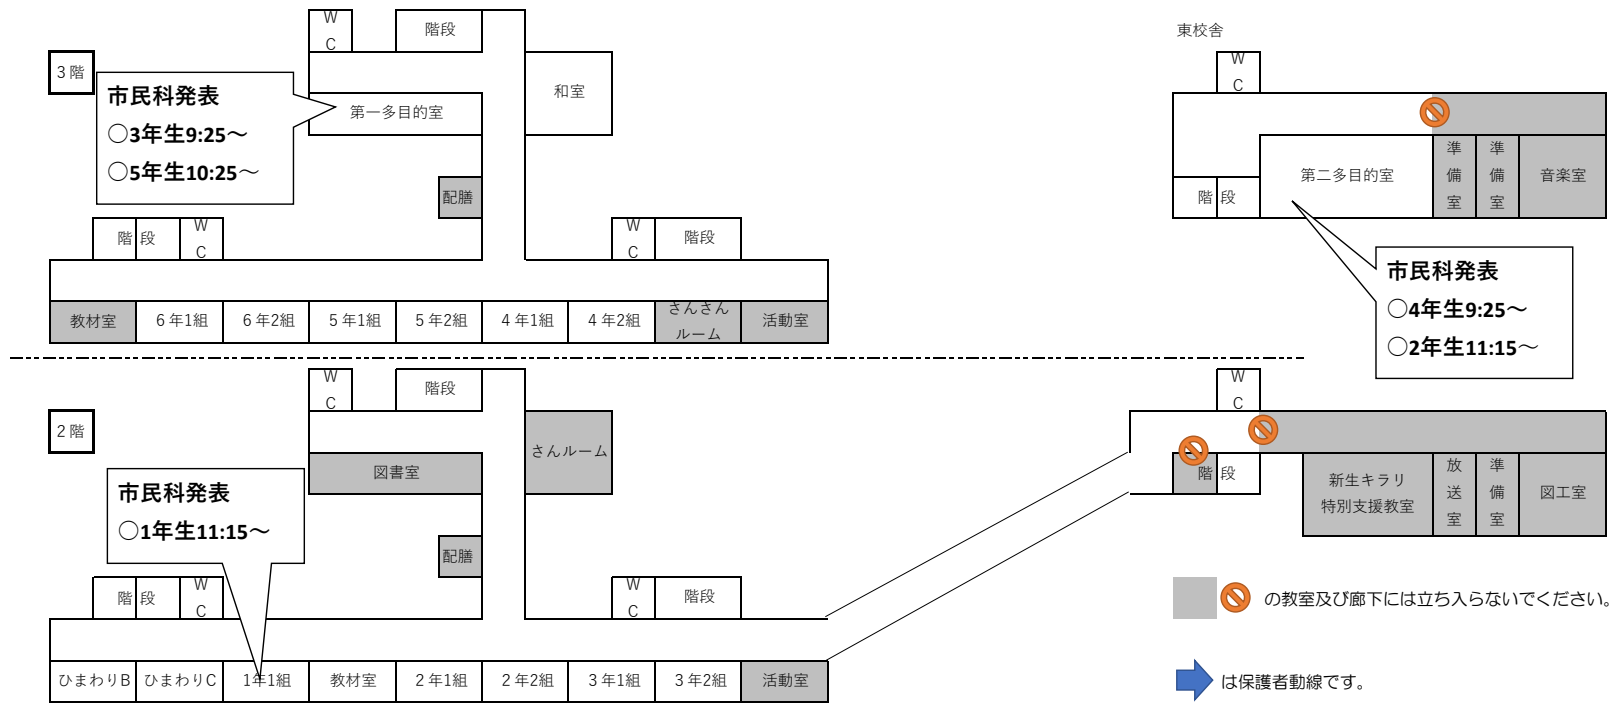 3階
市民科発表
○3年生9:25～
○5年生10:25～
WC
階段
第一多目的室
和室
配膳
階段
WC
WC
階段
教材室
6年1組
6年2組
5年1組
5年2組
4年1組
4年2組
さんさん
ルーム
活動室
東校舎
WC
第二多目的室
準備室
準備室
音楽室
階段
市民科発表
○4年生9:25～
○2年生11:15～
2階
WC
階段
さんルーム
図書室
市民科発表
○1年生11:15～
配膳
階段
WC
WC
階段
ひまわりB
ひまわりC
1年1組
教材室
2年1組
2年2組
3年1組
3年2組
活動室
WC
階段
新生キラリ
特別支援教室
放送室
準備室
図工室
の教室及び廊下には立ち入らないでください。
は保護者動線です。